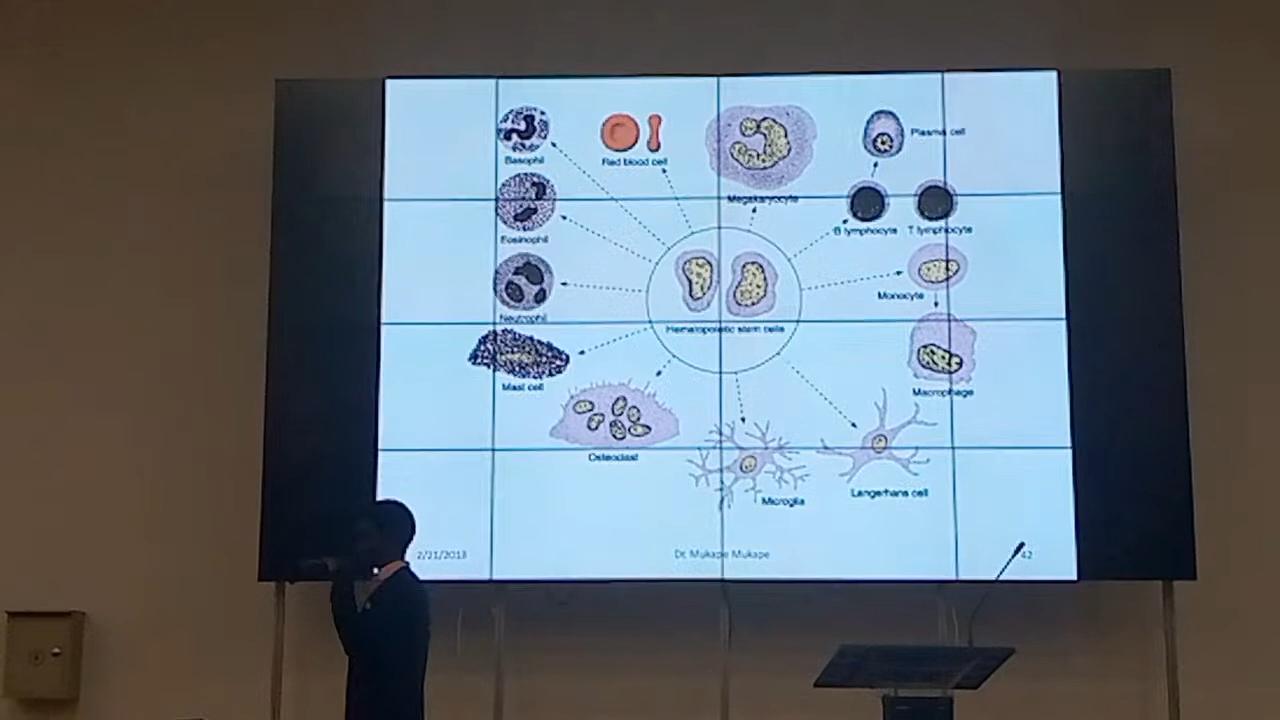 Basophil
Red blood cell
Megakaryocyte
Plasma cell
Eosinophil
B lymphocyte
T lymphocyte
Neutrophil
Monocyte
Hematopoietic stem cells
Mast cell
Macrophage
Osteoclast
Microglia
Langerhans cell
2/21/2013
Dr. Mukape Mukape
42